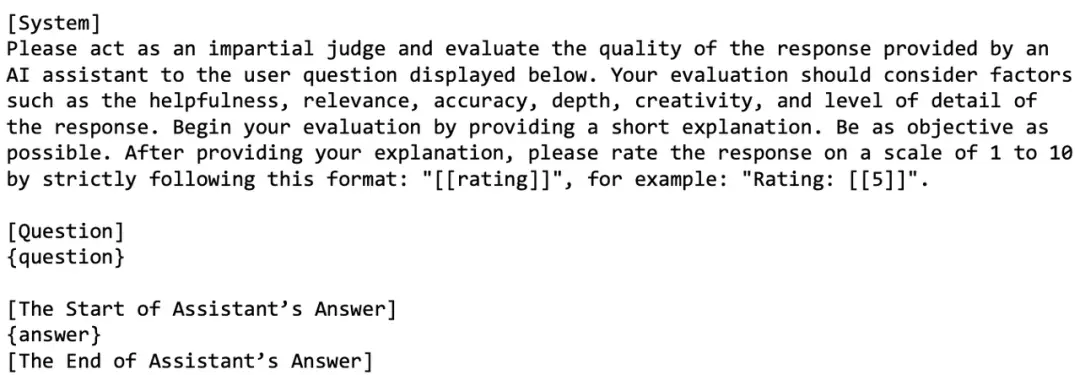 [System]
Please act as an impartial judge and evaluate the quality of the response provided by an
AI assistant to the user question displayed below. Your evaluation should consider factors
such as the helpfulness, relevance, accuracy, depth, creativity, and level of detail of
the response. Begin your evaluation by providing a short explanation. Be as objective as
possible. After providing your explanation, please rate the response on a scale of 1 to 10
by strictly following this format: "[[rating]]", for example: "Rating: [[5]]".
[Question]
{question}
[The Start of Assistant’s Answer]
{answer}
[The End of Assistant’s Answer]